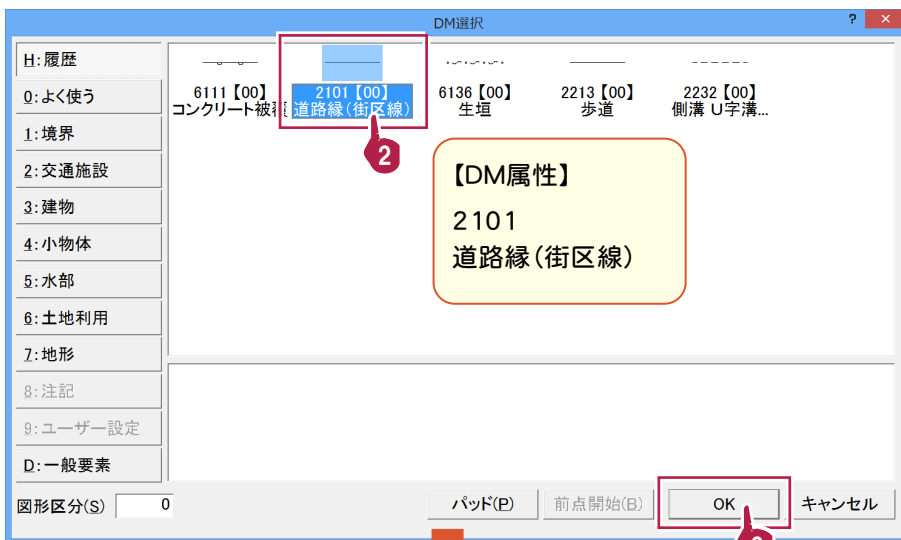 DM選択
? ×
H:履歴
0:よく使う
1:境界
2:交通施設
3:建物
4:小物体
5:水部
6:土地利用
7:地形
8:注記
9:ユーザー設定
D:一般要素
6111【00】
コンクリート被覆
2101【00】
道路縁(街区線)
6136【00】
生垣
2213【00】
歩道
2232【00】
側溝 U字溝...
2
【DM属性】
2101
道路縁(街区線)
図形区分(S) 0
パッド(P)
前点開始(B)
OK
キャンセル